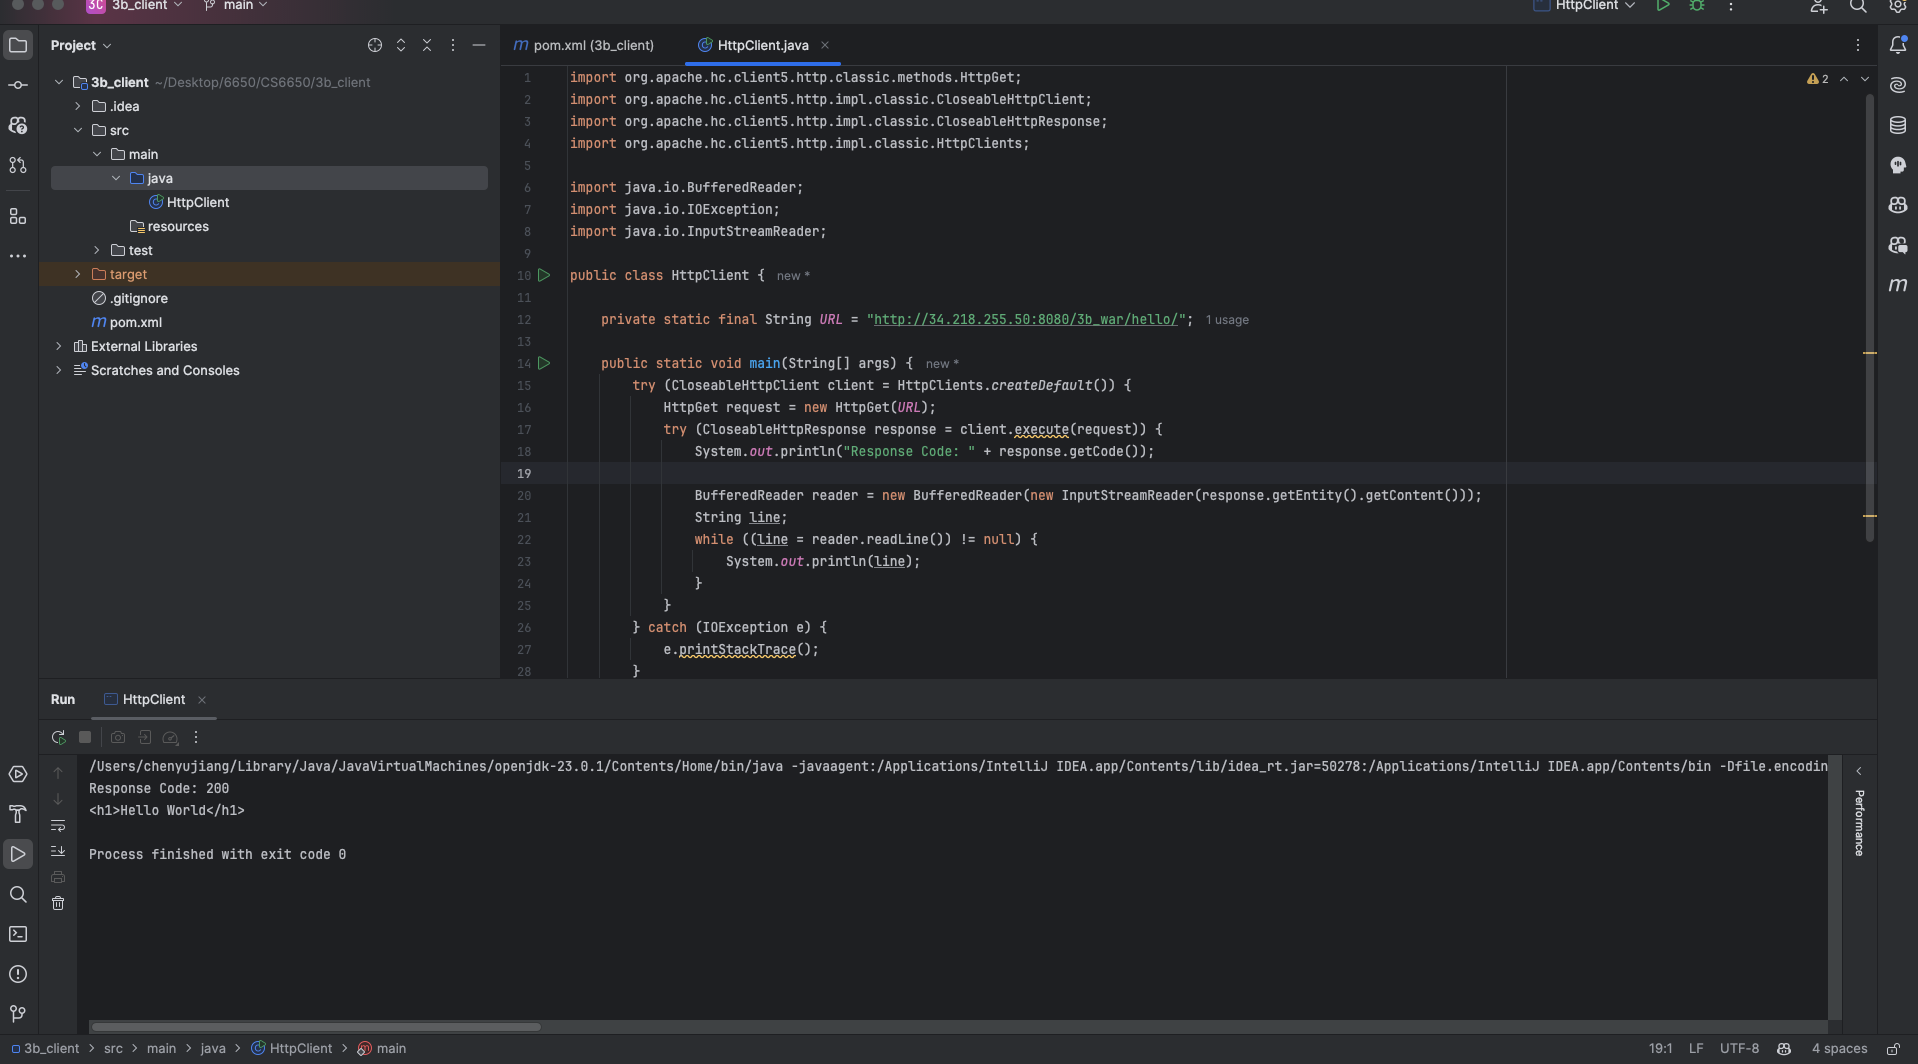 3C 3b_client main HttpClient
Project
pom.xml (3b_client) HttpClient.java
3b_client ~/Desktop/6650/CS6650/3b_client
.idea
src
main
java
HttpClient
resources
test
target
.gitignore
m pom.xml
External Libraries
Scratches and Consoles
2
1 import org.apache.hc.client5.http.classic.methods.HttpGet;
2 import org.apache.hc.client5.http.impl.classic.CloseableHttpClient;
3 import org.apache.hc.client5.http.impl.classic.CloseableHttpResponse;
4 import org.apache.hc.client5.http.impl.classic.HttpClients;
5
6 import java.io.BufferedReader;
7 import java.io.IOException;
8 import java.io.InputStreamReader;
9
10 public class HttpClient { new *
11
12 private static final String URL = "http://34.218.255.50:8080/3b_war/hello/"; 1 usage
13
14 public static void main(String[] args) { new *
15 try (CloseableHttpClient client = HttpClients.createDefault()) {
16 HttpGet request = new HttpGet(URL);
17 try (CloseableHttpResponse response = client.execute(request)) {
18 System.out.println("Response Code: " + response.getCode());
19
20 BufferedReader reader = new BufferedReader(new InputStreamReader(response.getEntity().getContent()));
21 String line;
22 while ((line = reader.readLine()) != null) {
23 System.out.println(line);
24 }
25 }
26 } catch (IOException e) {
27 e.printStackTrace();
28 }
Run HttpClient
/Users/chenyujiang/Library/Java/JavaVirtualMachines/openjdk-23.0.1/Contents/Home/bin/java -javaagent:/Applications/IntelliJ IDEA.app/Contents/lib/idea_rt.jar=50278:/Applications/IntelliJ IDEA.app/Contents/bin -Dfile.encodin
Response Code: 200
<h1>Hello World</h1>
Process finished with exit code 0
Performance
3b_client > src > main > java > HttpClient > main
19:1 LF UTF-8 4 spaces